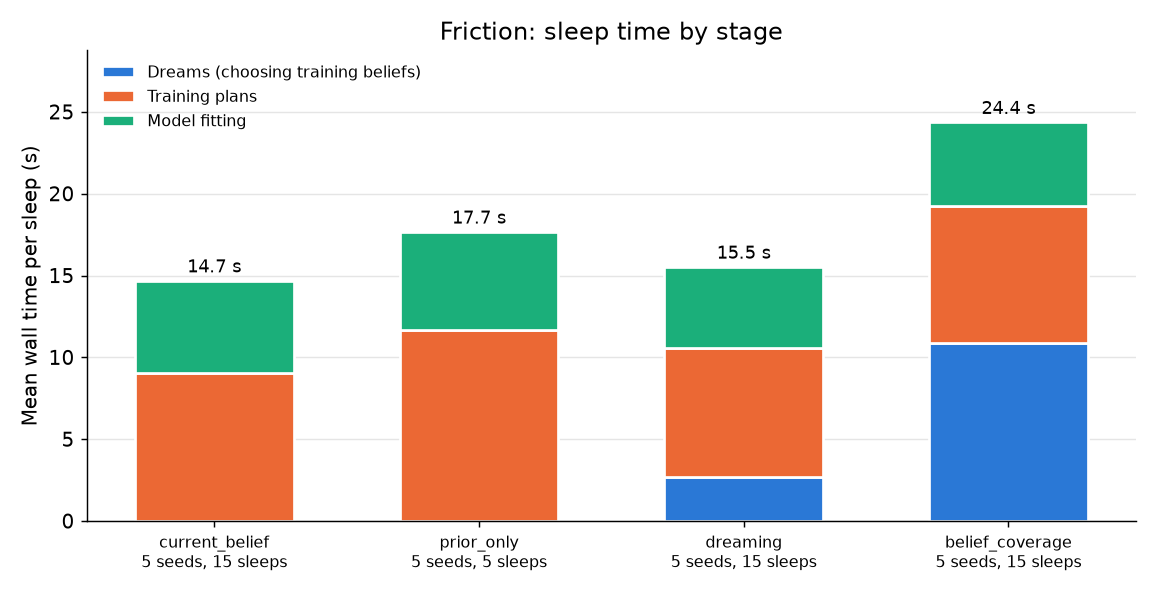 Friction: sleep time by stage
Dreams (choosing training beliefs)
Training plans
Model fitting
Mean wall time per sleep (s)
25
20
15
10
5
0
14.7 s
17.7 s
15.5 s
24.4 s
current_belief
5 seeds, 15 sleeps
prior_only
5 seeds, 5 sleeps
dreaming
5 seeds, 15 sleeps
belief_coverage
5 seeds, 15 sleeps